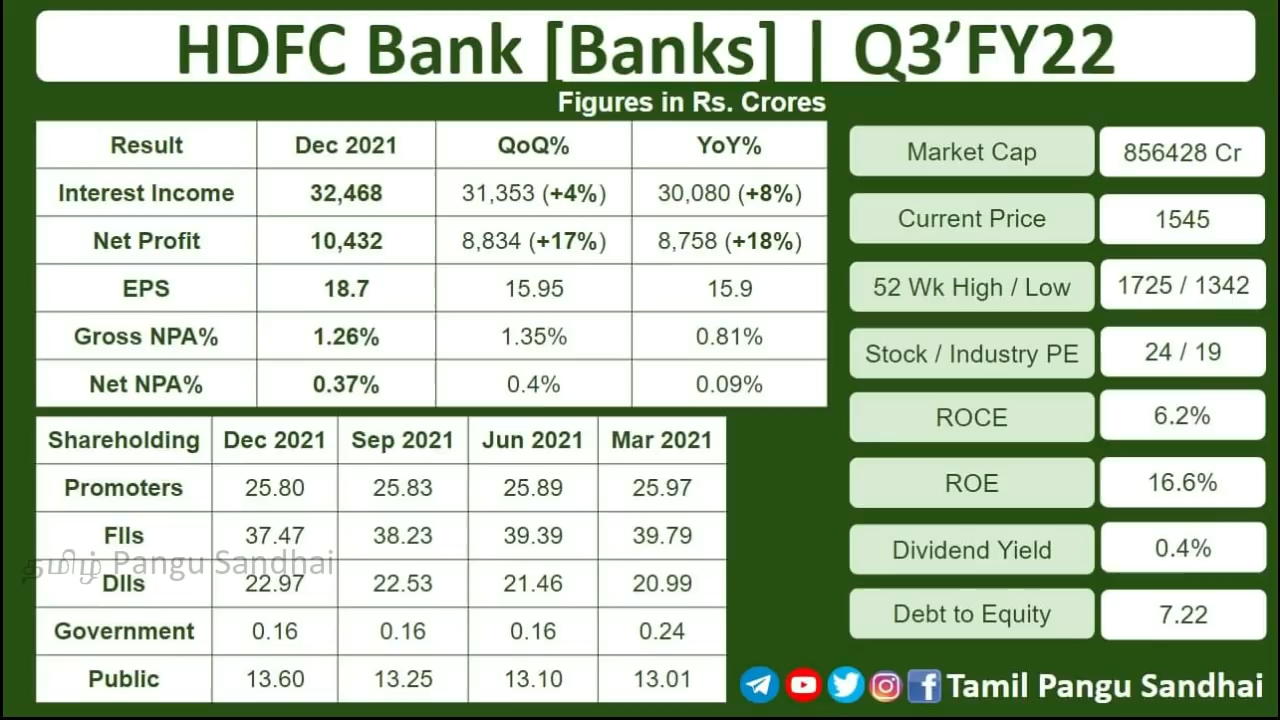 HDFC Bank [Banks] | Q3’FY22
Figures in Rs. Crores
Result Dec 2021 QoQ% YoY%
Interest Income 32,468 31,353 (+4%) 30,080 (+8%)
Net Profit 10,432 8,834 (+17%) 8,758 (+18%)
EPS 18.7 15.95 15.9
Gross NPA% 1.26% 1.35% 0.81%
Net NPA% 0.37% 0.4% 0.09%
Shareholding Dec 2021 Sep 2021 Jun 2021 Mar 2021
Promoters 25.80 25.83 25.89 25.97
FIIs 37.47 38.23 39.39 39.79
தமிழ் Pangu Sandhai
DIIs 22.97 22.53 21.46 20.99
Government 0.16 0.16 0.16 0.24
Public 13.60 13.25 13.10 13.01
Market Cap 856428 Cr
Current Price 1545
52 Wk High / Low 1725 / 1342
Stock / Industry PE 24 / 19
ROCE 6.2%
ROE 16.6%
Dividend Yield 0.4%
Debt to Equity 7.22
Tamil Pangu Sandhai